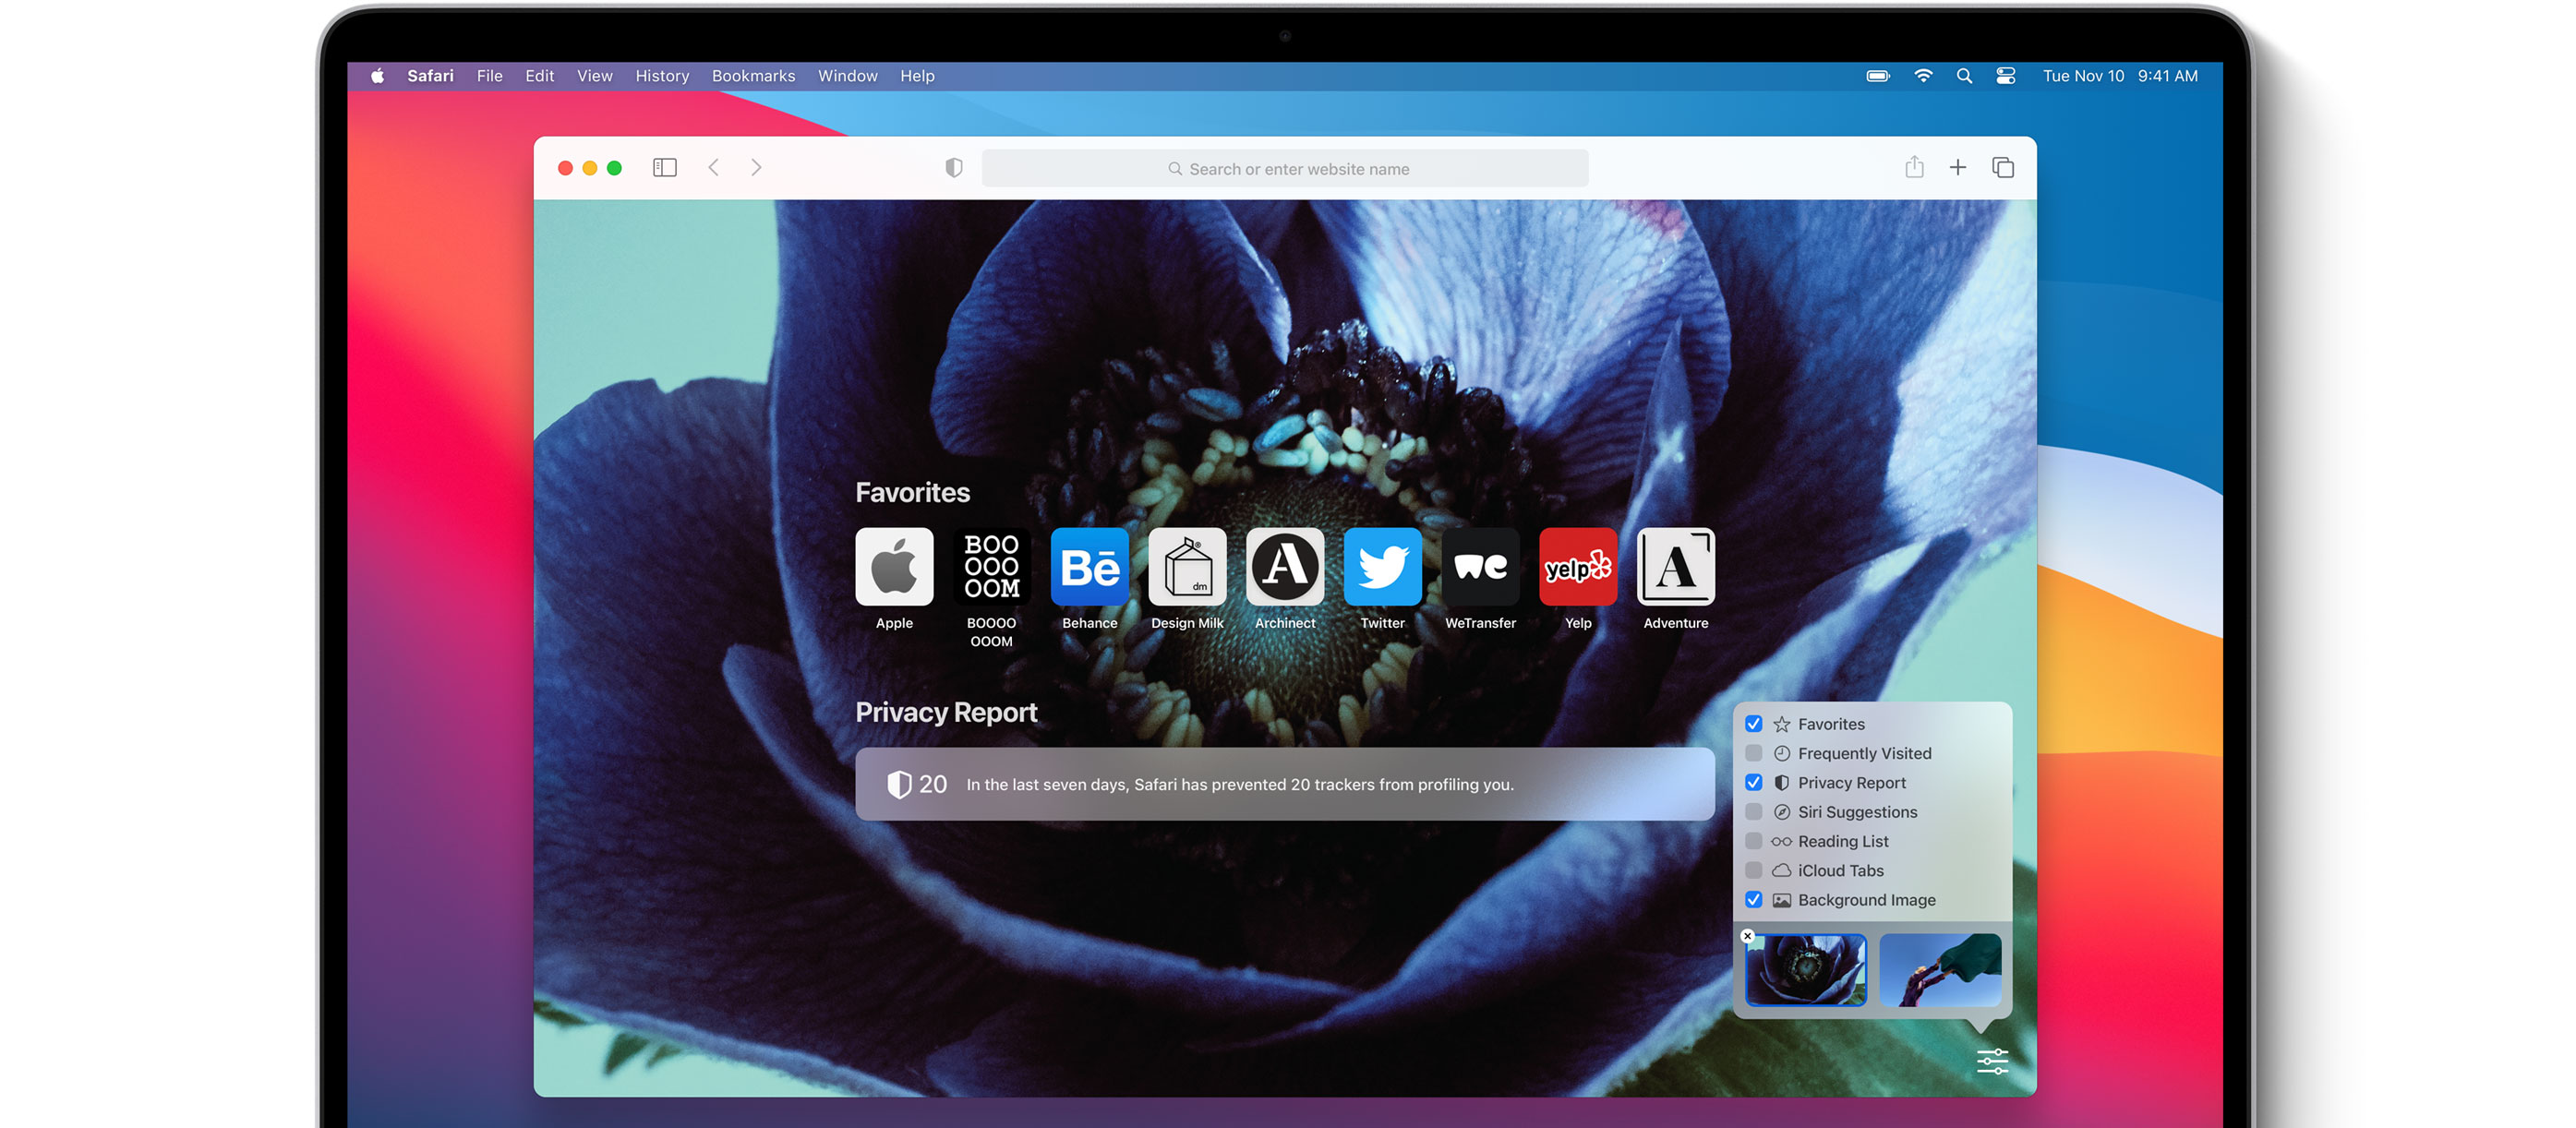 Safari File Edit View History Bookmarks Window Help
Tue Nov 10 9:41 AM
Search or enter website name
Favorites
BOO
OOO
OOM
Bē
dm
A
we
yelp
A
Apple
BOOOO
OOOM
Behance
Design Milk
Archinect
Twitter
WeTransfer
Yelp
Adventure
Privacy Report
20 In the last seven days, Safari has prevented 20 trackers from profiling you.
Favorites
Frequently Visited
Privacy Report
Siri Suggestions
Reading List
iCloud Tabs
Background Image